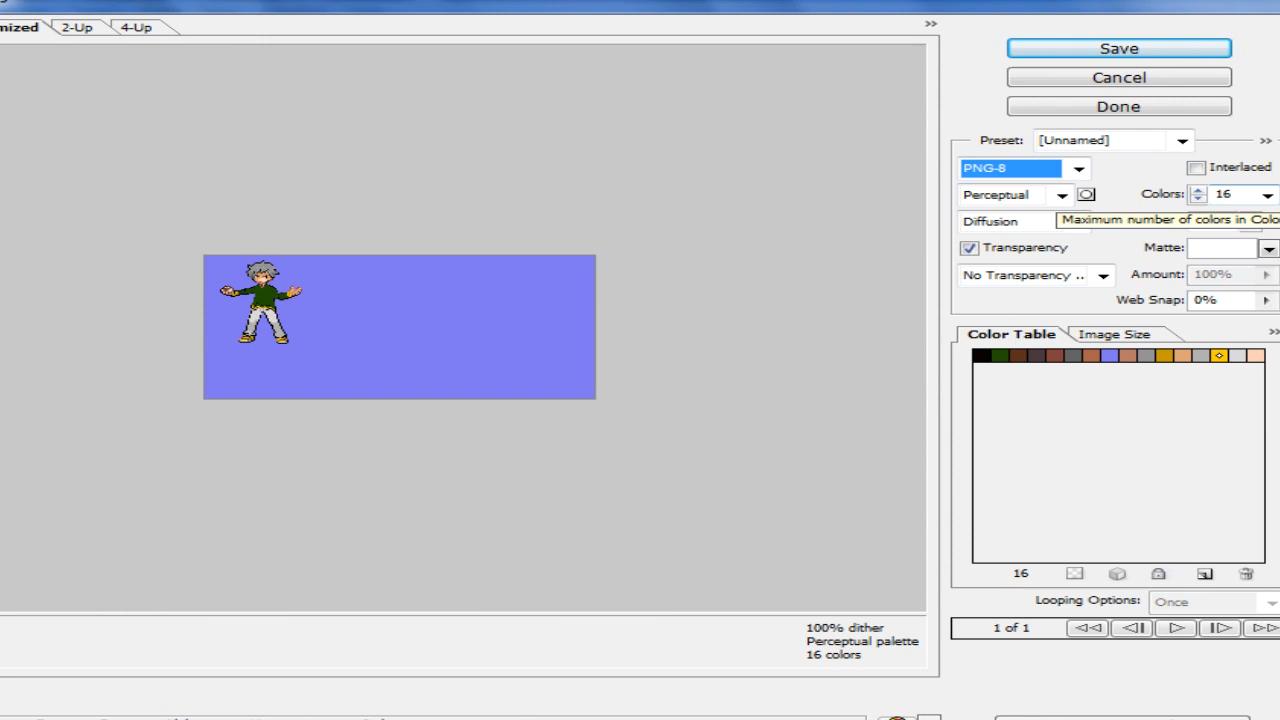 mized 2-Up 4-Up
Save
Cancel
Done
Preset: [Unnamed]
PNG-8 Interlaced
Perceptual Colors: 16
Diffusion Maximum number of colors in Colo
Transparency Matte:
No Transparency .. Amount: 100%
Web Snap: 0%
Color Table Image Size
16
Looping Options: Once
1 of 1
100% dither
Perceptual palette
16 colors